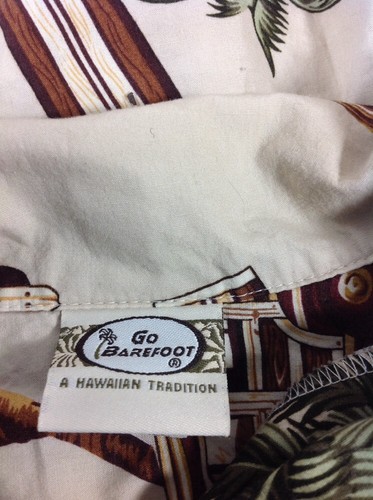 Go
BAREFOOT
®
A HAWAIIAN TRADITION